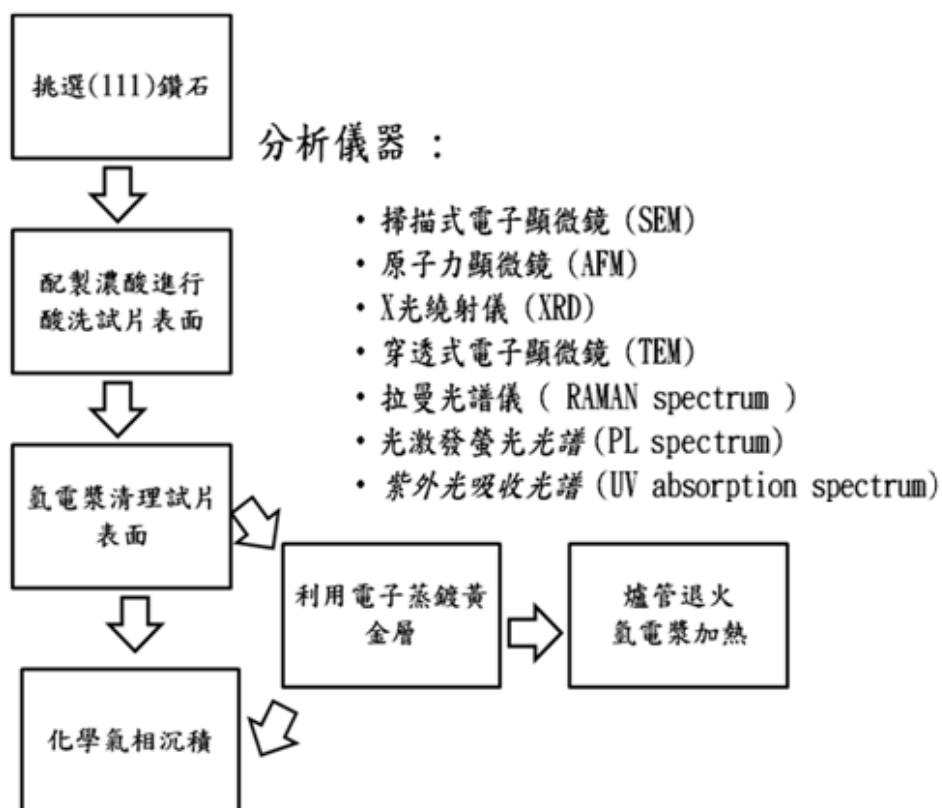 挑選(111)鑽石
分析儀器 :
・掃描式電子顯微鏡 (SEM)
・原子力顯微鏡 (AFM)
・X光繞射儀 (XRD)
・穿透式電子顯微鏡 (TEM)
・拉曼光譜儀 ( RAMAN spectrum )
・光激發螢光光譜 (PL spectrum)
・紫外光吸收光譜 (UV absorption spectrum)
配製濃酸進行
酸洗試片表面
氫電漿清理試片
表面
利用電子蒸鍍黃
金層
爐管退火
氫電漿加熱
化學氣相沉積